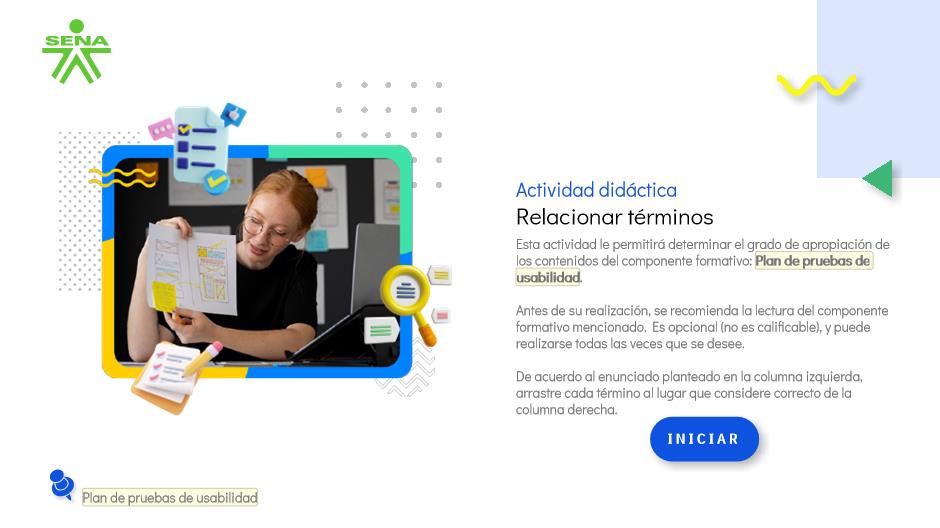 SENA
Actividad didáctica
Relacionar términos
Esta actividad le permitirá determinar el grado de apropiación de
los contenidos del componente formativo: Plan de pruebas de
usabilidad.
Antes de su realización, se recomienda la lectura del componente
formativo mencionado. Es opcional (no es calificable), y puede
realizarse todas las veces que se desee.
De acuerdo al enunciado planteado en la columna izquierda,
arrastre cada término al lugar que considere correcto de la
columna derecha.
INICIAR
Plan de pruebas de usabilidad